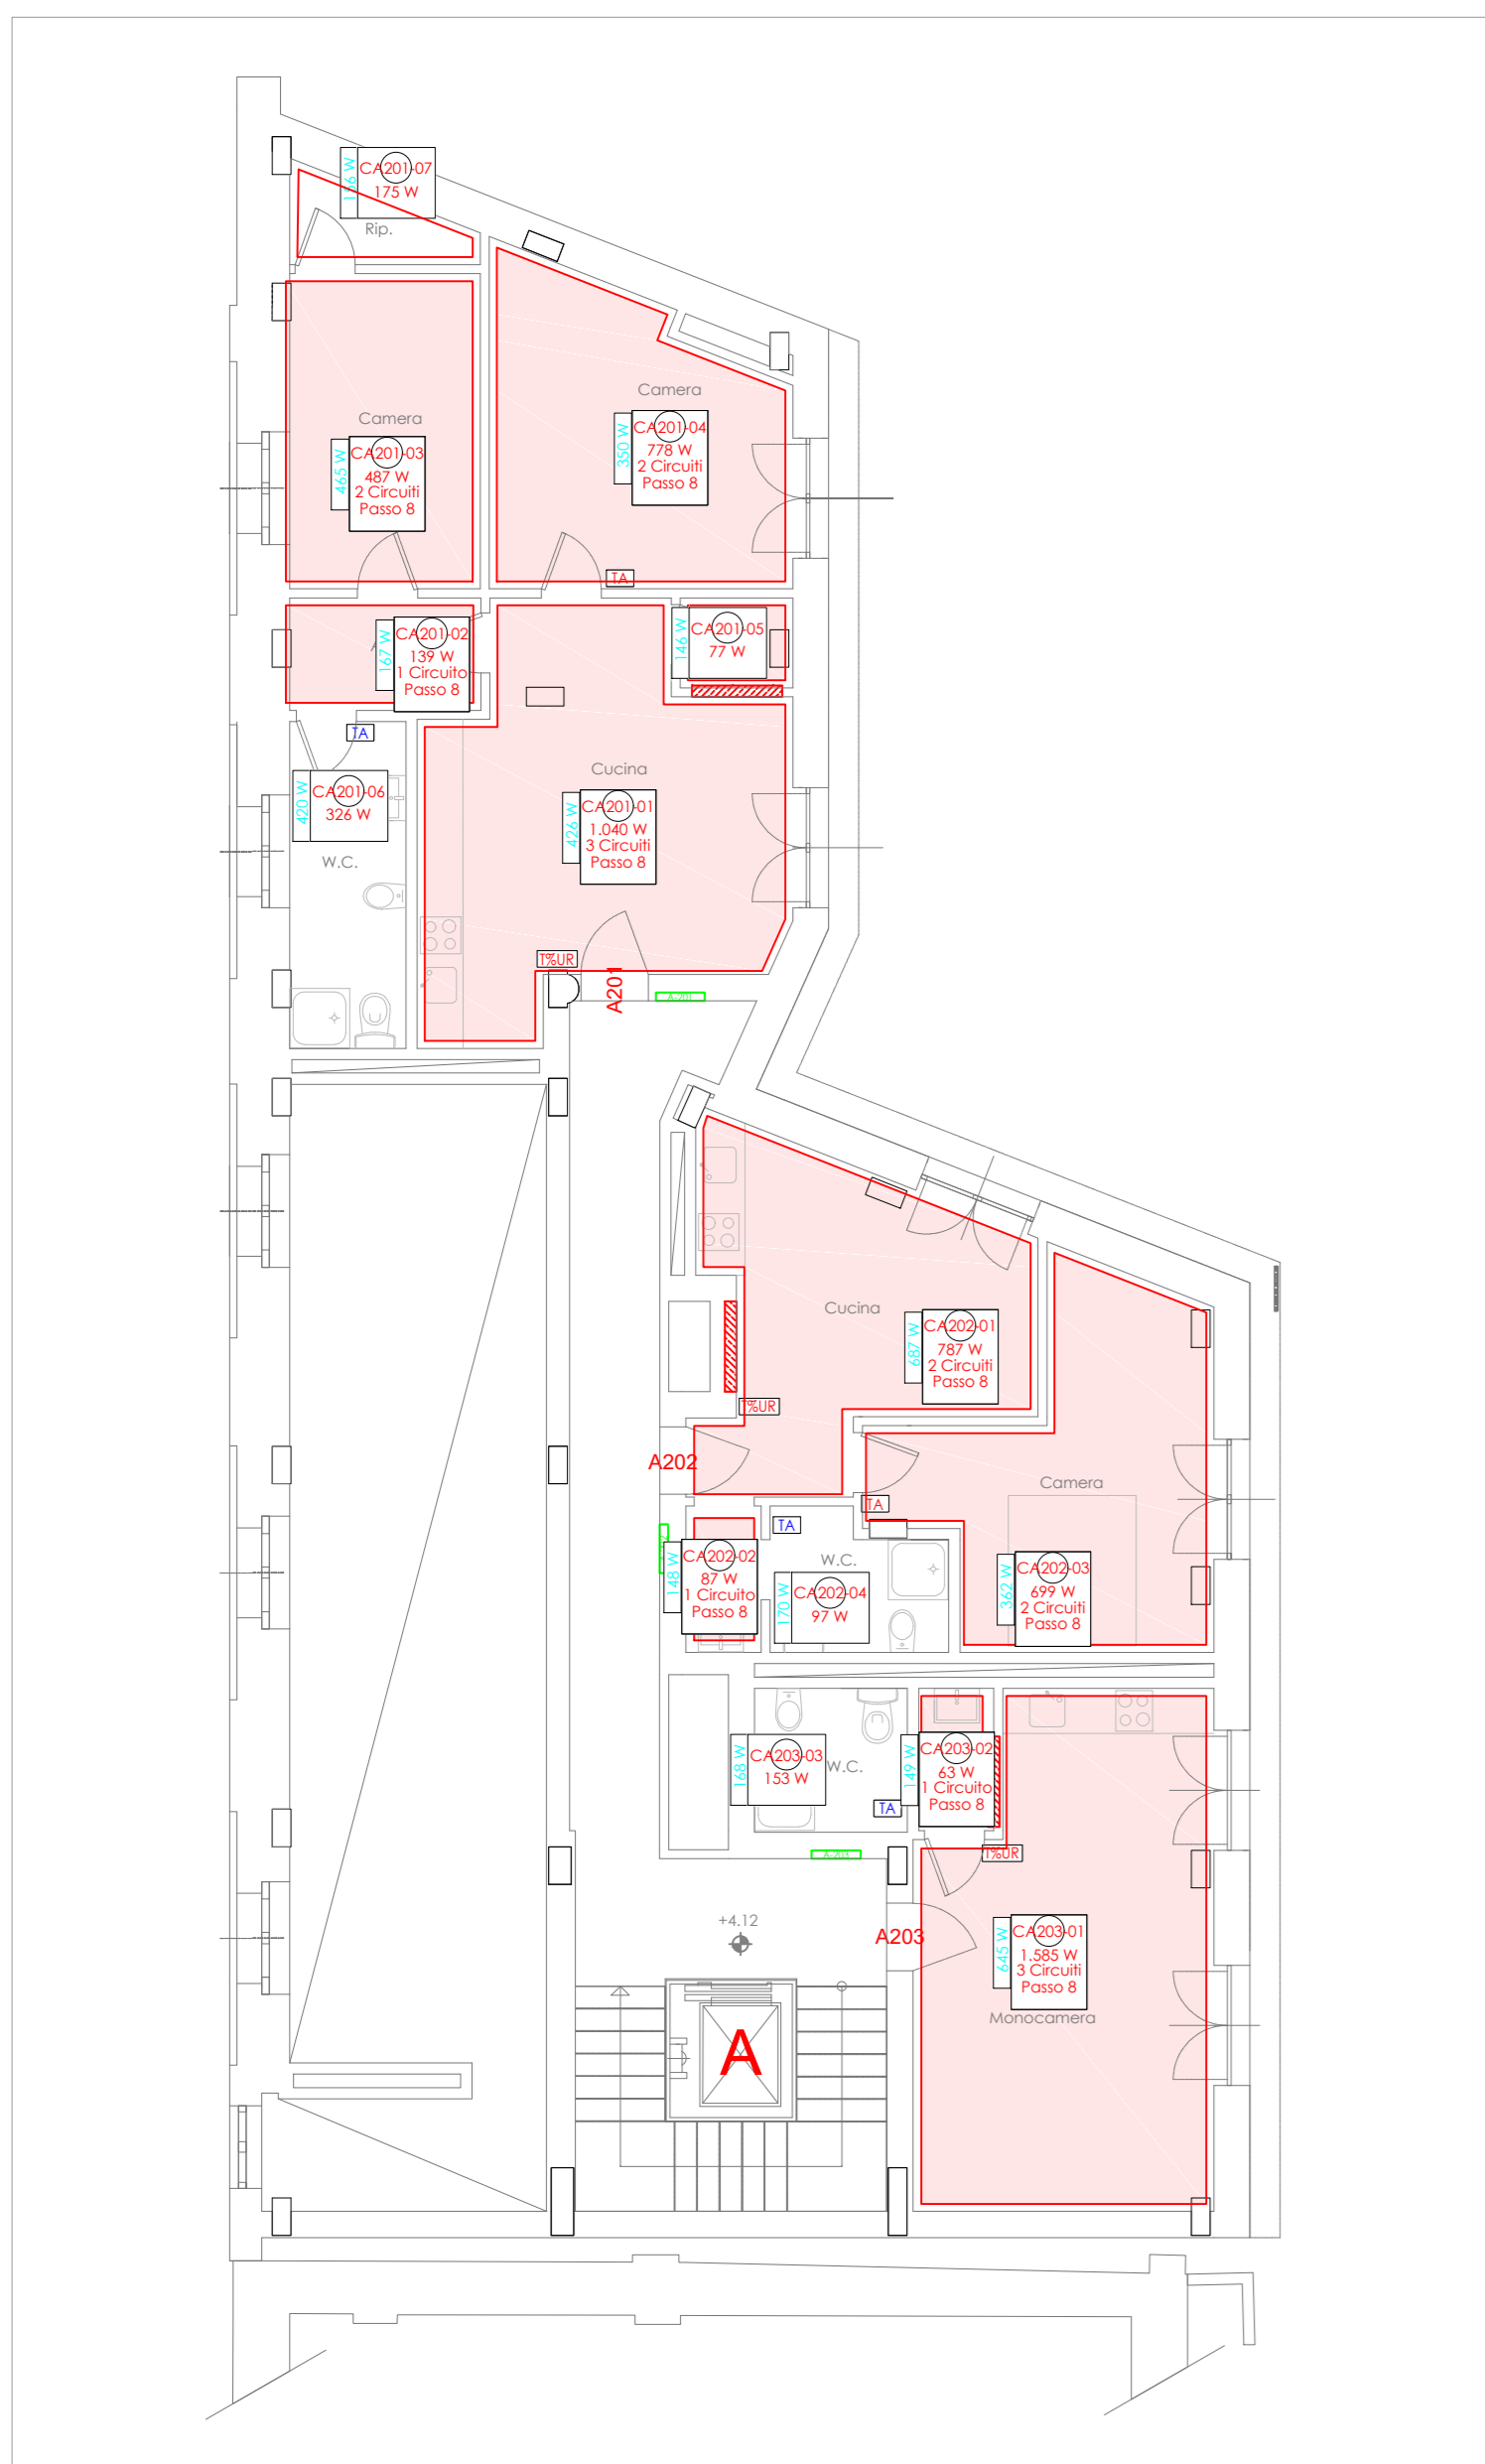 156 W
CA201-07
175 W
Rip.
Camera
465 W
CA201-03
487 W
2 Circuiti
Passo 8
Camera
350 W
CA201-04
778 W
2 Circuiti
Passo 8
TA
167 W
CA201-02
139 W
1 Circuito
Passo 8
146 W
CA201-05
77 W
TA
420 W
CA201-06
326 W
W.C.
Cucina
426 W
CA201-01
1.040 W
3 Circuiti
Passo 8
T%UR
A201
A-201
Cucina
687 W
CA202-01
787 W
2 Circuiti
Passo 8
T%UR
A202
Camera
TA
TA
148 W
CA202-02
87 W
1 Circuito
Passo 8
W.C.
170 W
CA202-04
97 W
362 W
CA202-03
699 W
2 Circuiti
Passo 8
168 W
CA203-03
153 W
W.C.
TA
149 W
CA203-02
63 W
1 Circuito
Passo 8
T%UR
A-203
+4.12
A203
645 W
CA203-01
1.585 W
3 Circuiti
Passo 8
Monocamera
A